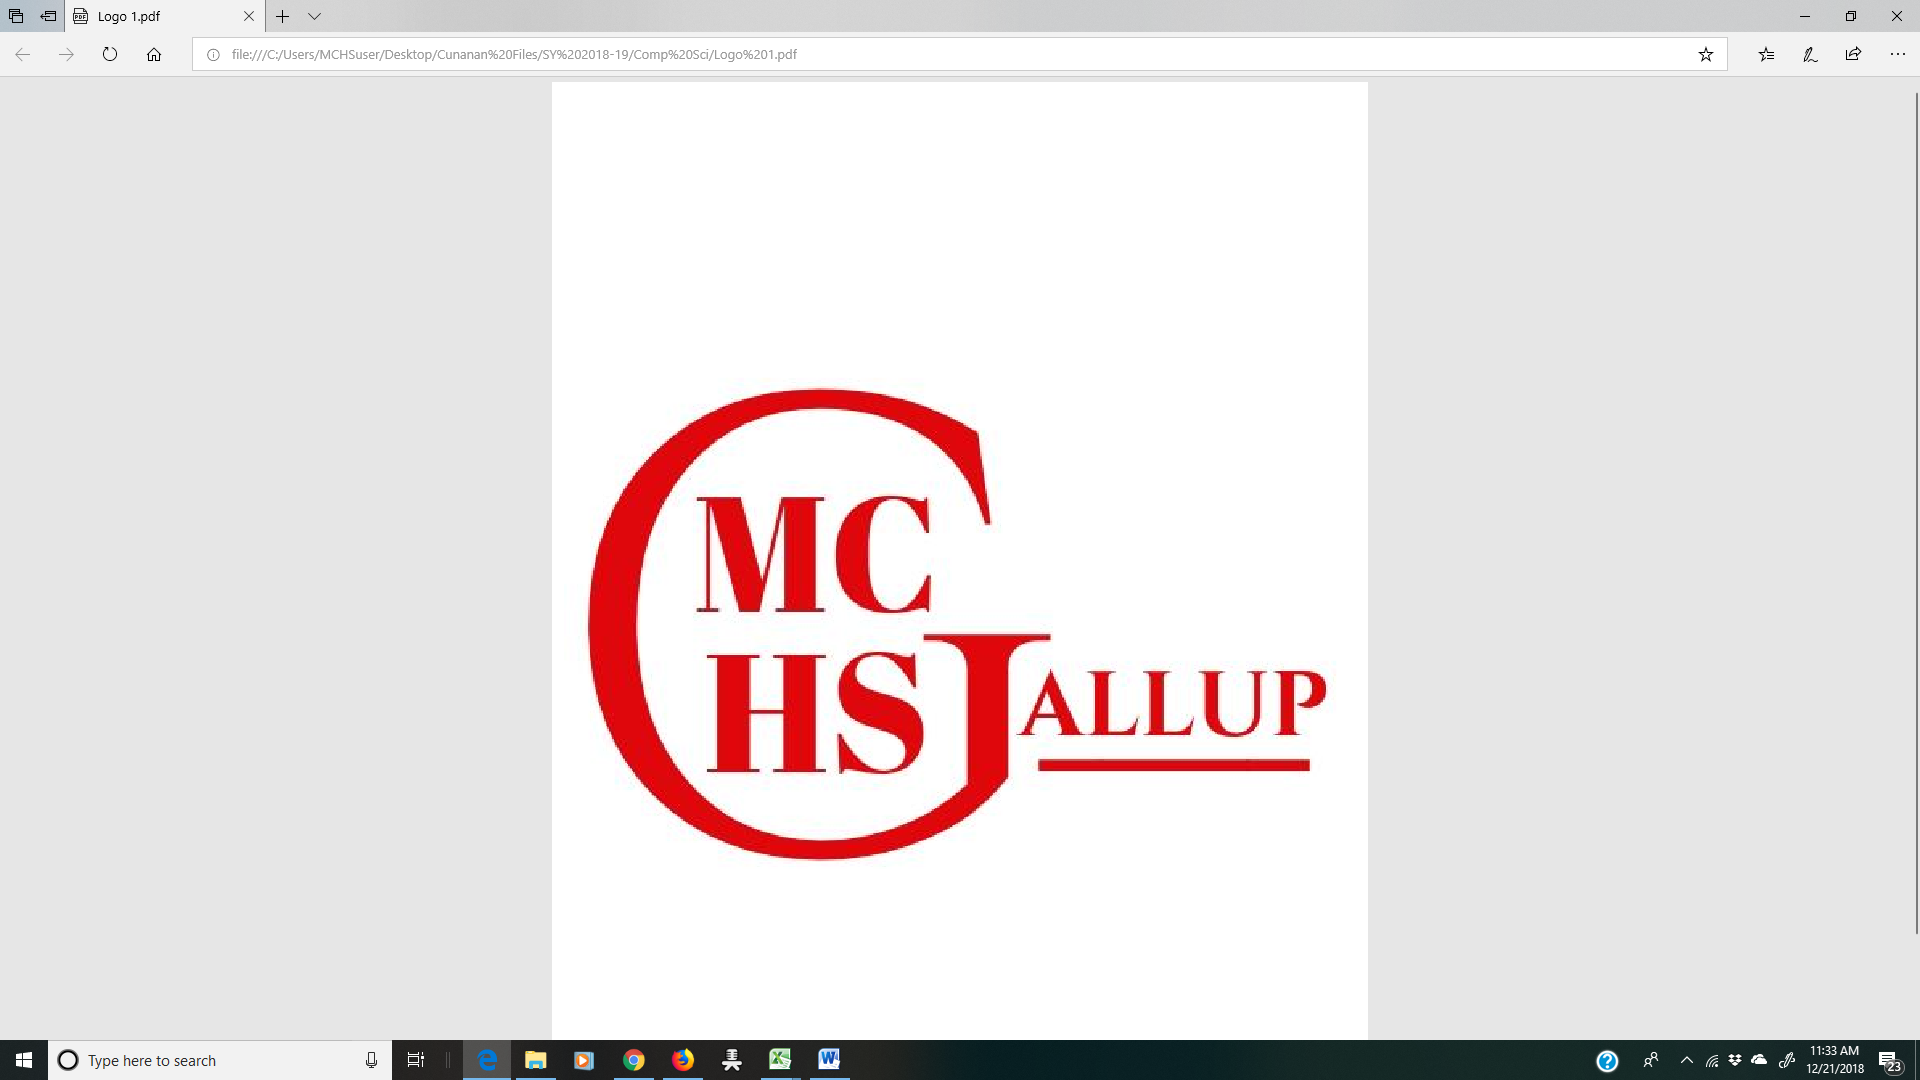 Logo 1.pdf
file:///C:/Users/MCHSuser/Desktop/Cunanan%20Files/SY%202018-19/Comp%20Sci/Logo%201.pdf
MC
HS
GALLUP
Type here to search
11:33 AM
12/21/2018
23